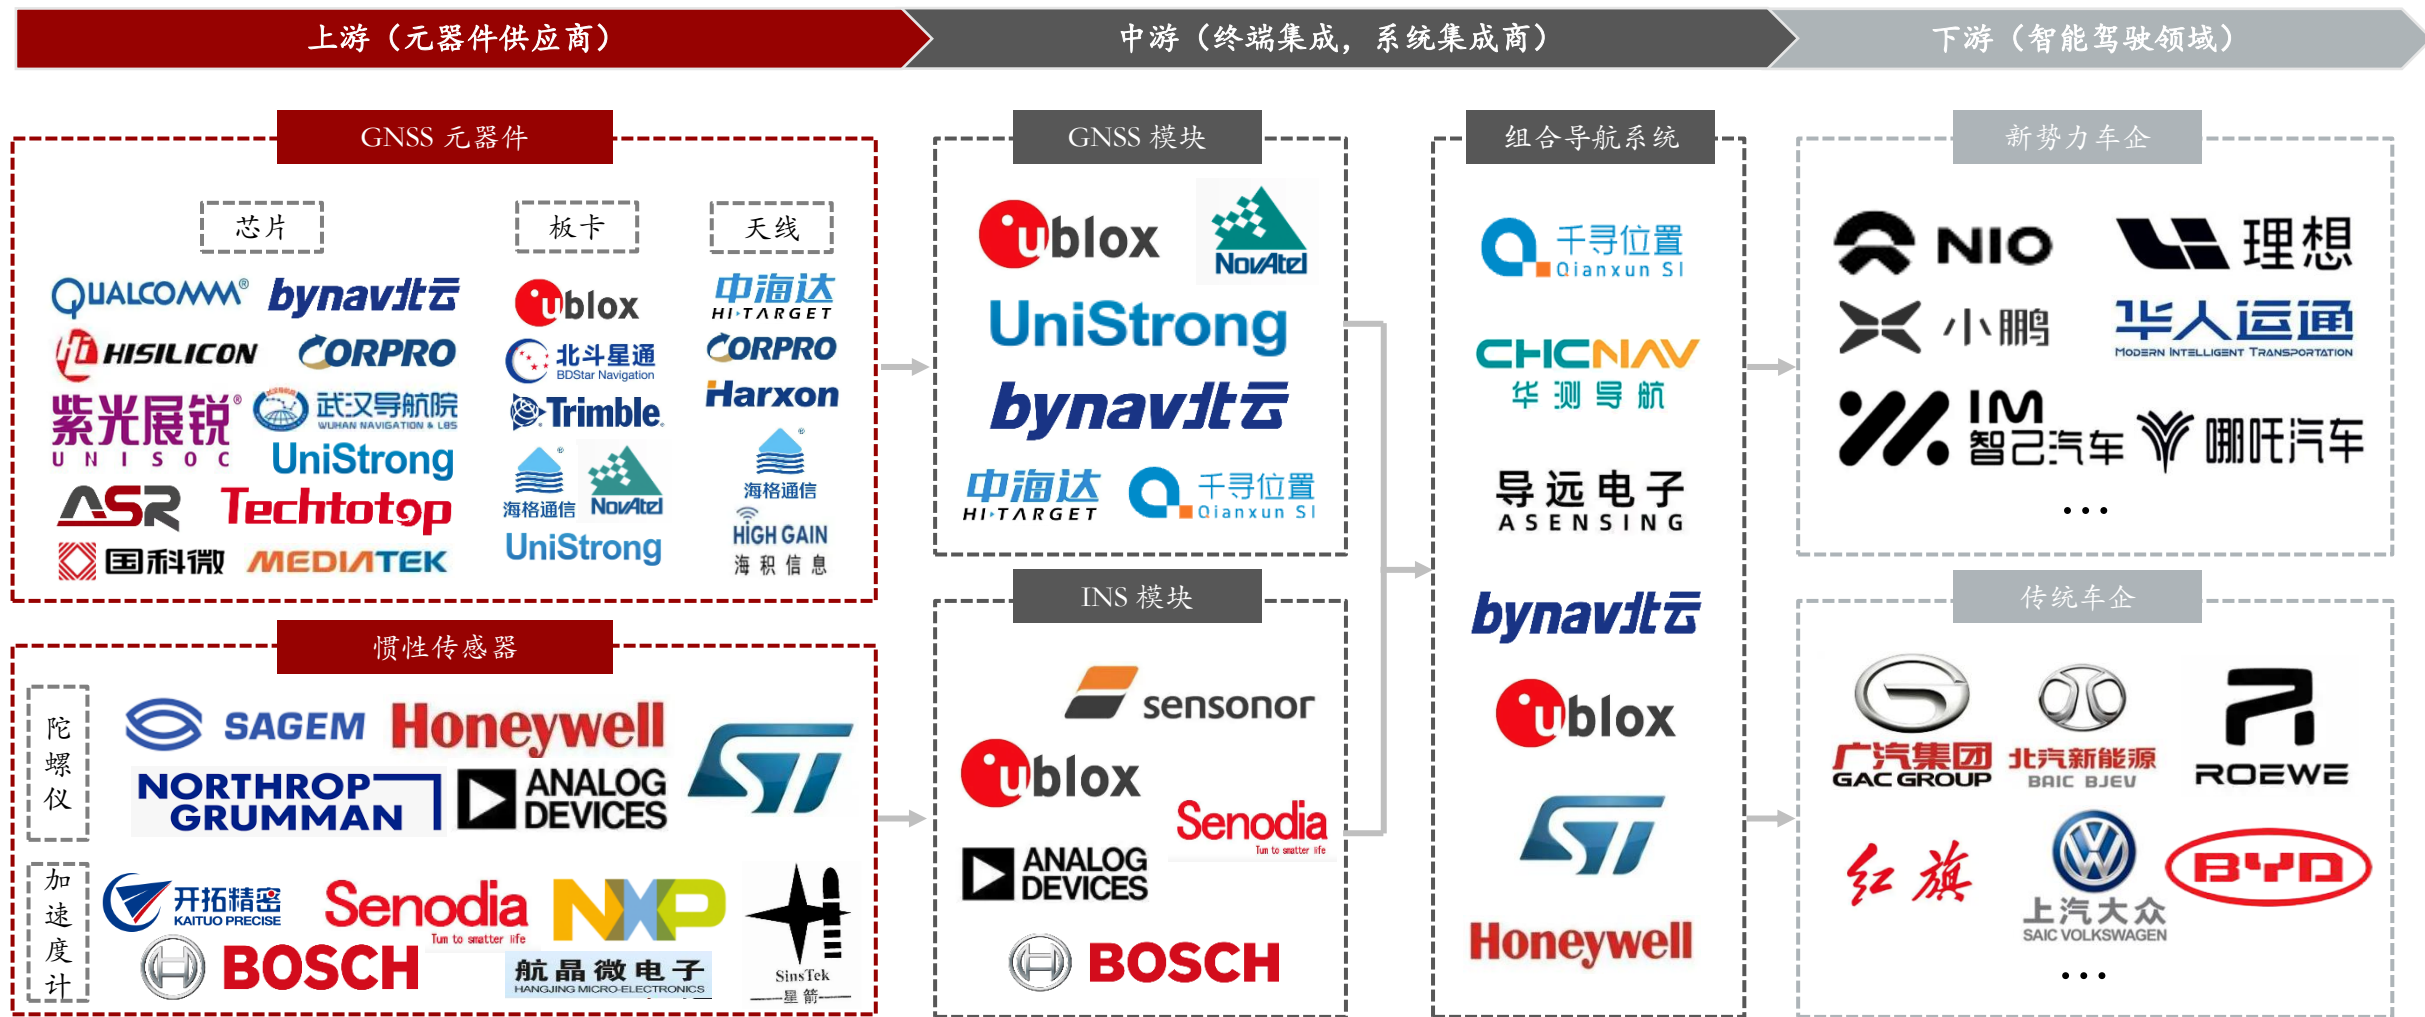 上游（元器件供应商）
中游（终端集成，系统集成商）
下游（智能驾驶领域）
GNSS 元器件
芯片
板卡
天线
QUALCOMM®
bynav北云
HISILICON
CORPRO
紫光展锐®
UNISOC
武汉导航院
WUHAN NAVIGATION & LBS
UniStrong
ASR
Techtotop
国科微
MEDIATEK
ublox
北斗星通
BDStar Navigation
Trimble
海格通信
NovAtel
UniStrong
中海达
HI·TARGET
CORPRO
Harxon
海格通信
HIGH GAIN
海积信息
惯性传感器
陀螺仪
SAGEM
Honeywell
ST
NORTHROP
GRUMMAN
ANALOG
DEVICES
加速度计
开拓精密
KAITUO PRECISE
Senodia
Turn to smatter life
NXP
SinsTek
星箭
BOSCH
航晶微电子
HANGJING MICRO-ELECTRONICS
GNSS 模块
ublox
NovAtel
UniStrong
bynav北云
中海达
HI·TARGET
千寻位置
Qianxun SI
INS 模块
sensonor
ublox
Senodia
Turn to smatter life
ANALOG
DEVICES
BOSCH
组合导航系统
千寻位置
Qianxun SI
CHCNAV
华测导航
导远电子
ASENSING
bynav北云
ublox
ST
Honeywell
新势力车企
NIO
理想
小鹏
华人运通
MODERN INTELLIGENT TRANSPORTATION
IM
智己汽车
哪吒汽车
...
传统车企
广汽集团
GAC GROUP
北汽新能源
BAIC BJEV
ROEWE
红旗
上汽大众
SAIC VOLKSWAGEN
BYD
...